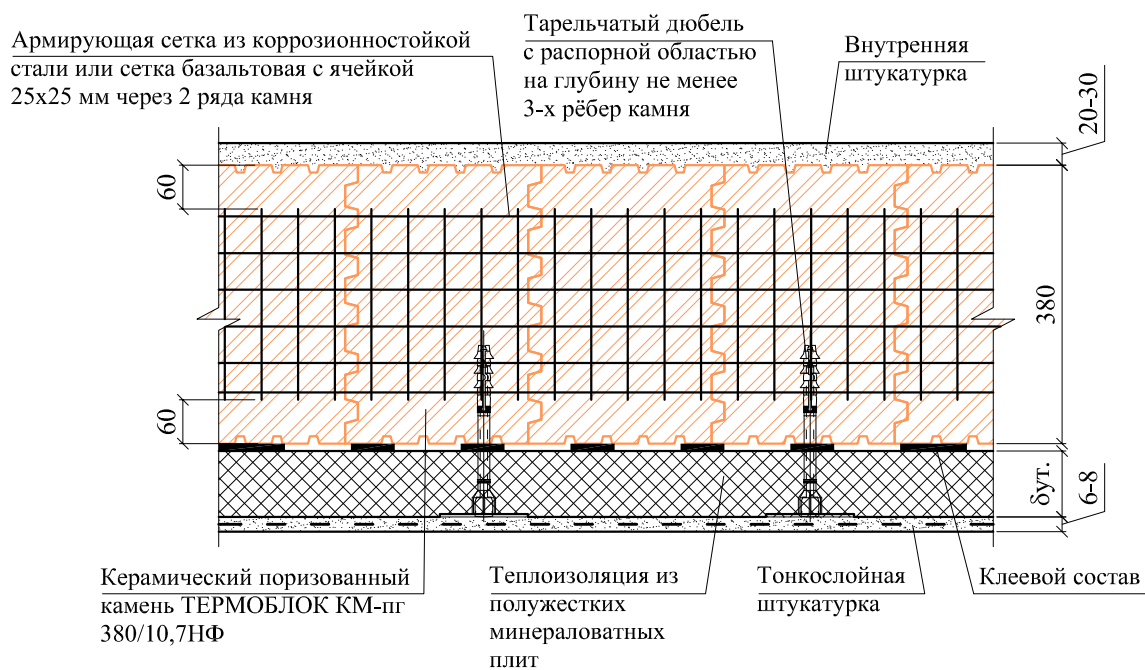 Армирующая сетка из коррозионностойкой
стали или сетка базальтовая с ячейкой
25х25 мм через 2 ряда камня
Тарельчатый дюбель
с распорной областью
на глубину не менее
3-х рёбер камня
Внутренняя
штукатурка
20-30
60
380
60
δут.
6-8
Керамический поризованный
камень ТЕРМОБЛОК КМ-пг
380/10,7НФ
Теплоизоляция из
полужестких
минераловатных
плит
Тонкослойная
штукатурка
Клеевой состав